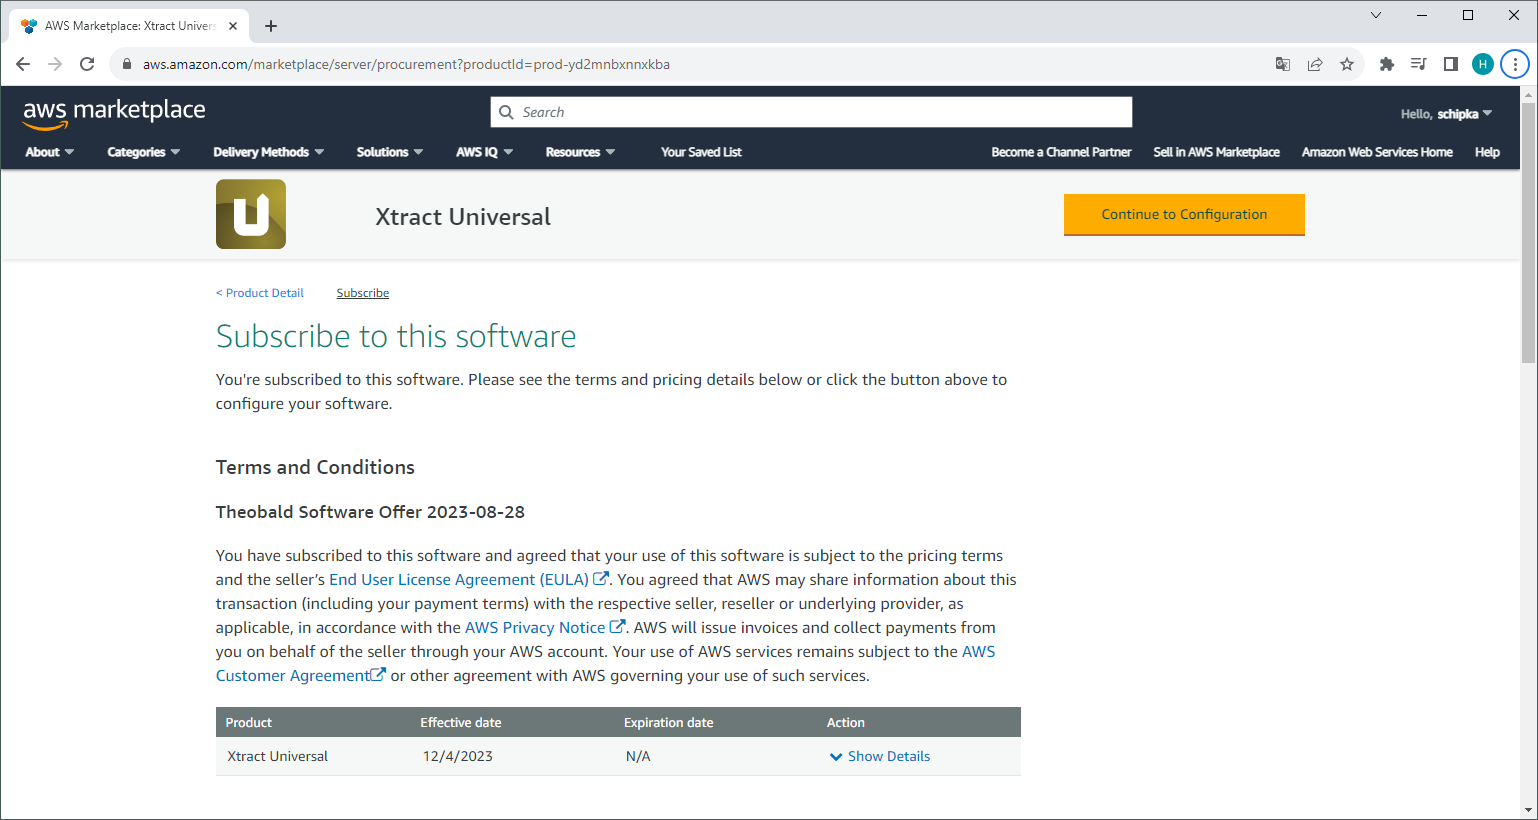 AWS Marketplace: Xtract Univers
aws.amazon.com/marketplace/server/procurement?productId=prod-yd2mnbxnnxkba
H
aws marketplace
Search
Hello, schipka
About Categories Delivery Methods Solutions AWS IQ Resources Your Saved List Become a Channel Partner Sell in AWS Marketplace Amazon Web Services Home Help
Xtract Universal
Continue to Configuration
< Product Detail Subscribe
Subscribe to this software
You're subscribed to this software. Please see the terms and pricing details below or click the button above to
configure your software.
Terms and Conditions
Theobald Software Offer 2023-08-28
You have subscribed to this software and agreed that your use of this software is subject to the pricing terms
and the seller’s End User License Agreement (EULA) . You agreed that AWS may share information about this
transaction (including your payment terms) with the respective seller, reseller or underlying provider, as
applicable, in accordance with the AWS Privacy Notice . AWS will issue invoices and collect payments from
you on behalf of the seller through your AWS account. Your use of AWS services remains subject to the AWS
Customer Agreement or other agreement with AWS governing your use of such services.
Product Effective date Expiration date Action
Xtract Universal 12/4/2023 N/A Show Details